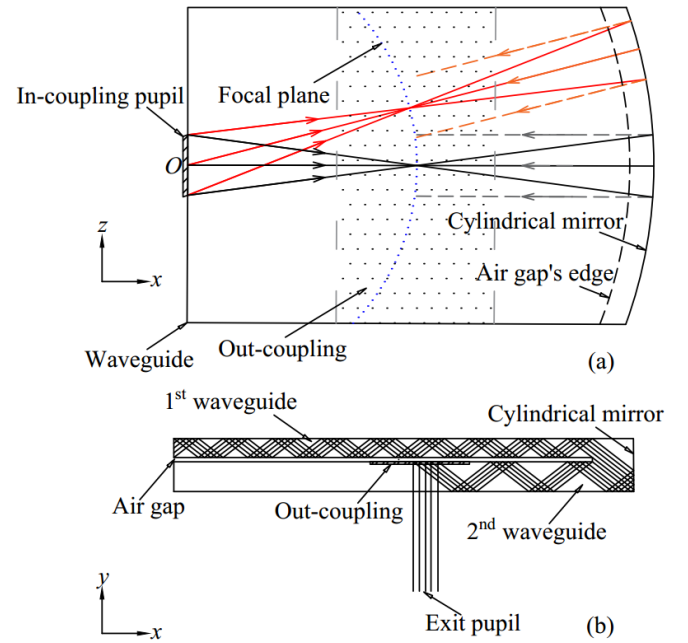 In-coupling pupil
Focal plane
O
z
x
Cylindrical mirror
Air gap's edge
Waveguide
Out-coupling
(a)
1st waveguide
Cylindrical mirror
Air gap
Out-coupling
2nd waveguide
y
x
Exit pupil
(b)